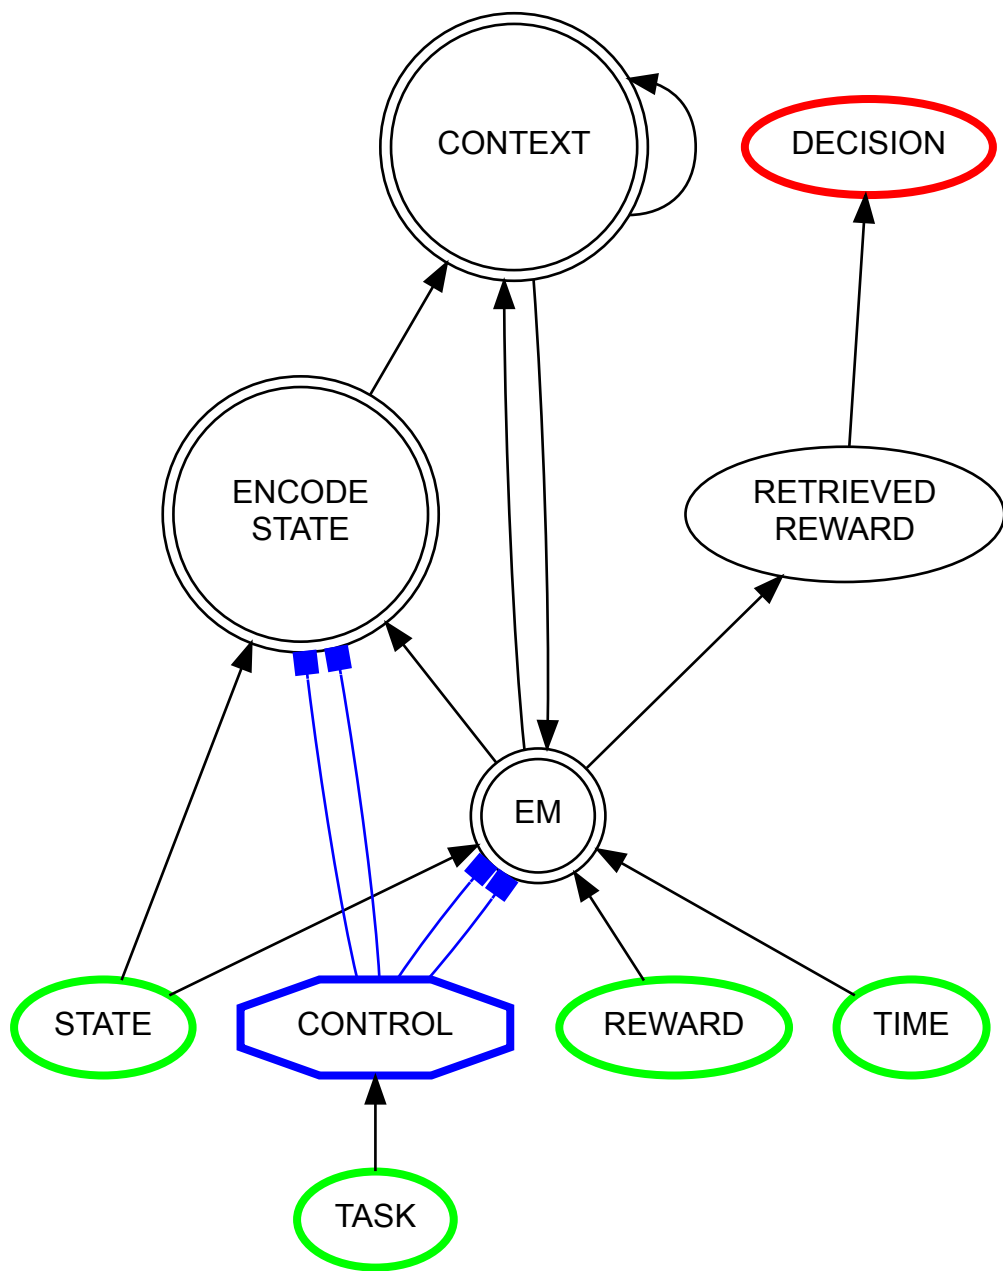 CONTEXT
DECISION
ENCODE
STATE
RETRIEVED
REWARD
EM
STATE
CONTROL
REWARD
TIME
TASK